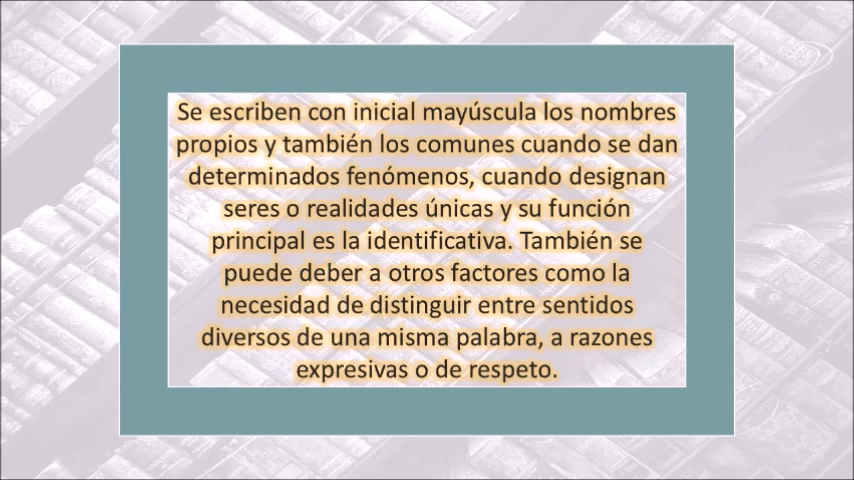 Se escriben con inicial mayúscula los nombres
propios y también los comunes cuando se dan
determinados fenómenos, cuando designan
seres o realidades únicas y su función
principal es la identificativa. También se
puede deber a otros factores como la
necesidad de distinguir entre sentidos
diversos de una misma palabra, a razones
expresivas o de respeto.